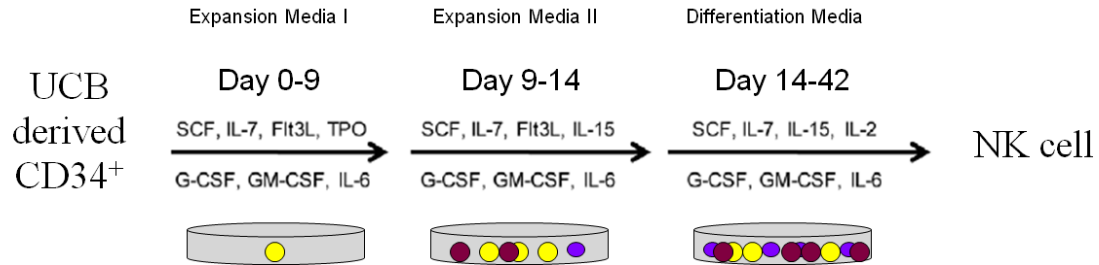 Expansion Media I
Expansion Media II
Differentiation Media
UCB
derived
CD34⁺
Day 0-9
Day 9-14
Day 14-42
SCF, IL-7, Flt3L, TPO
SCF, IL-7, Flt3L, IL-15
SCF, IL-7, IL-15, IL-2
G-CSF, GM-CSF, IL-6
G-CSF, GM-CSF, IL-6
G-CSF, GM-CSF, IL-6
NK cell